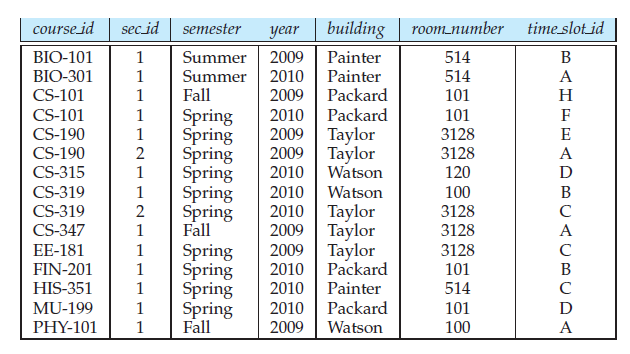 course_id sec_id semester year building room_number time_slot_id
BIO-101 1 Summer 2009 Painter 514 B
BIO-301 1 Summer 2010 Painter 514 A
CS-101 1 Fall 2009 Packard 101 H
CS-101 1 Spring 2010 Packard 101 F
CS-190 1 Spring 2009 Taylor 3128 E
CS-190 2 Spring 2009 Taylor 3128 A
CS-315 1 Spring 2010 Watson 120 D
CS-319 1 Spring 2010 Watson 100 B
CS-319 2 Spring 2010 Taylor 3128 C
CS-347 1 Fall 2009 Taylor 3128 A
EE-181 1 Spring 2009 Taylor 3128 C
FIN-201 1 Spring 2010 Packard 101 B
HIS-351 1 Spring 2010 Painter 514 C
MU-199 1 Spring 2010 Packard 101 D
PHY-101 1 Fall 2009 Watson 100 A